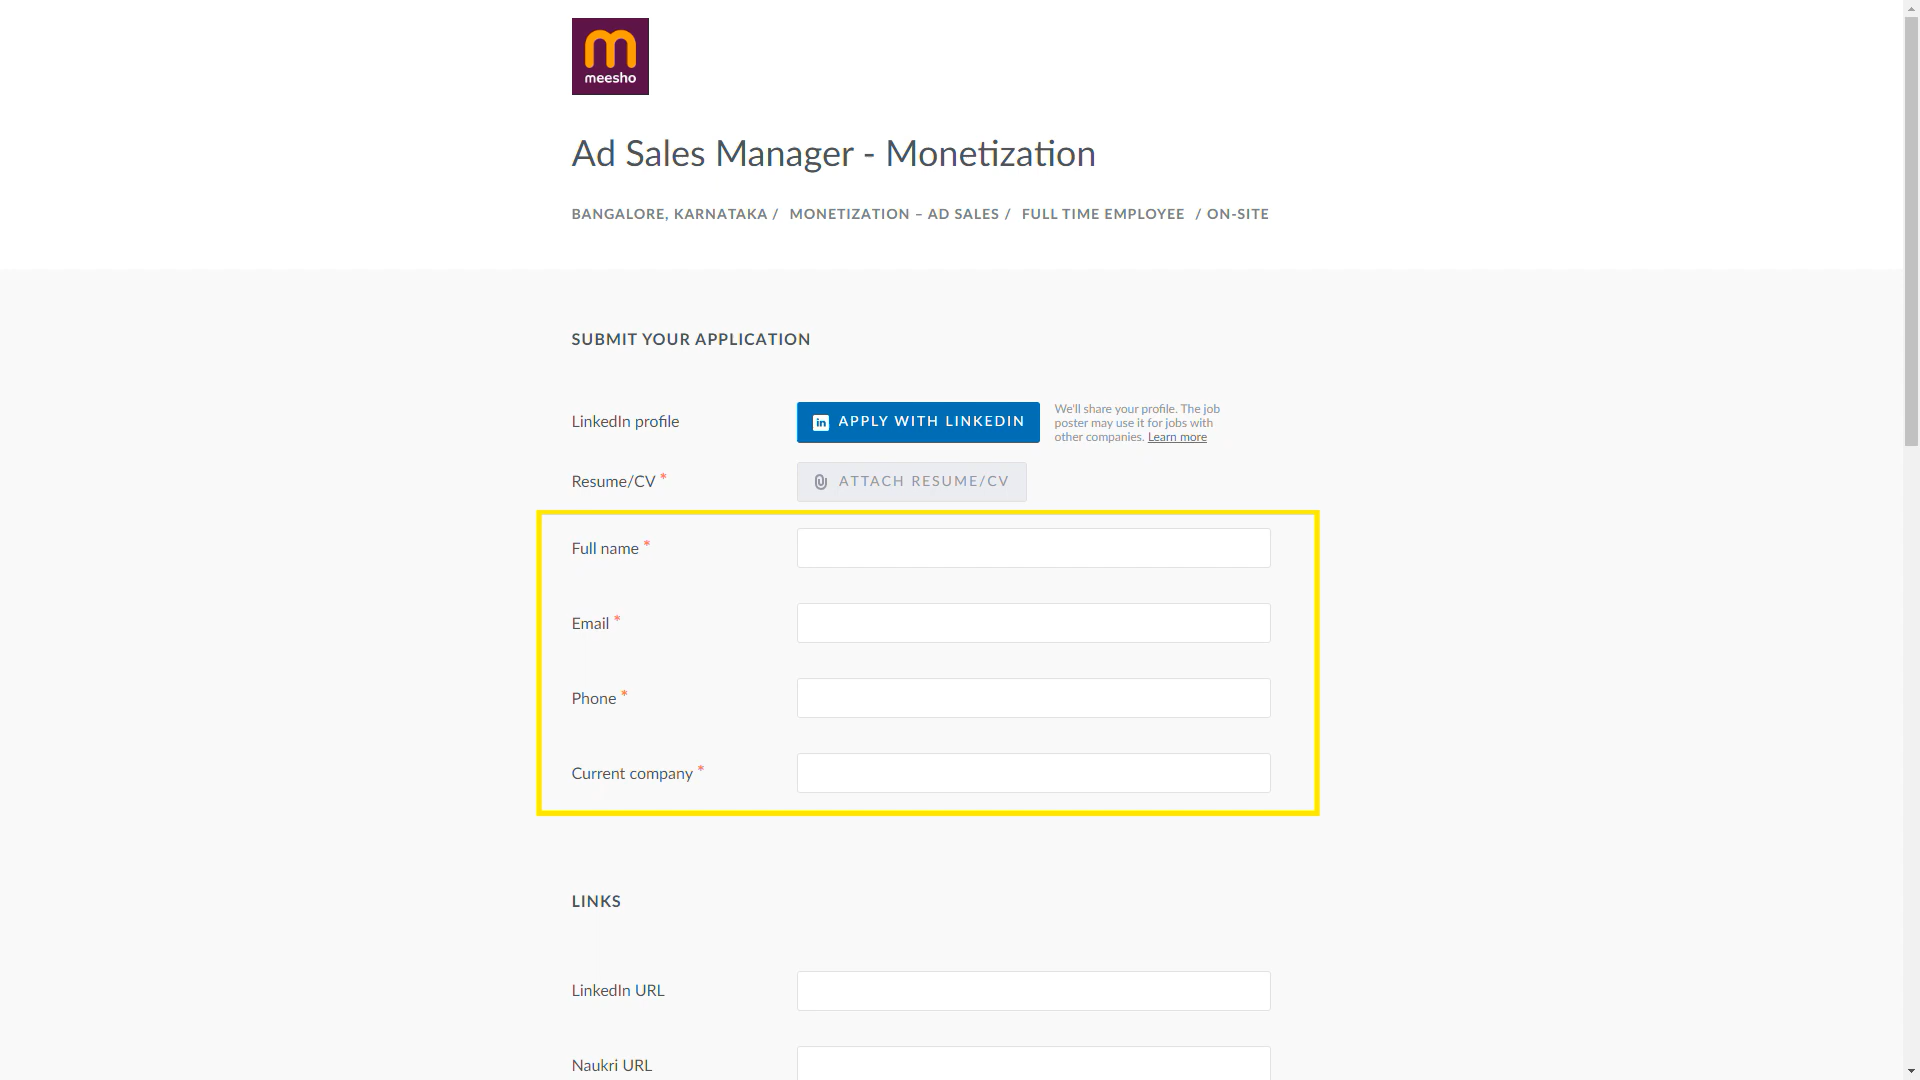 meesho
Ad Sales Manager - Monetization
BANGALORE, KARNATAKA / MONETIZATION – AD SALES / FULL TIME EMPLOYEE / ON-SITE
SUBMIT YOUR APPLICATION
LinkedIn profile
in APPLY WITH LINKEDIN
We'll share your profile. The job
poster may use it for jobs with
other companies. Learn more
Resume/CV *
ATTACH RESUME/CV
Full name *
Email *
Phone *
Current company *
LINKS
LinkedIn URL
Naukri URL